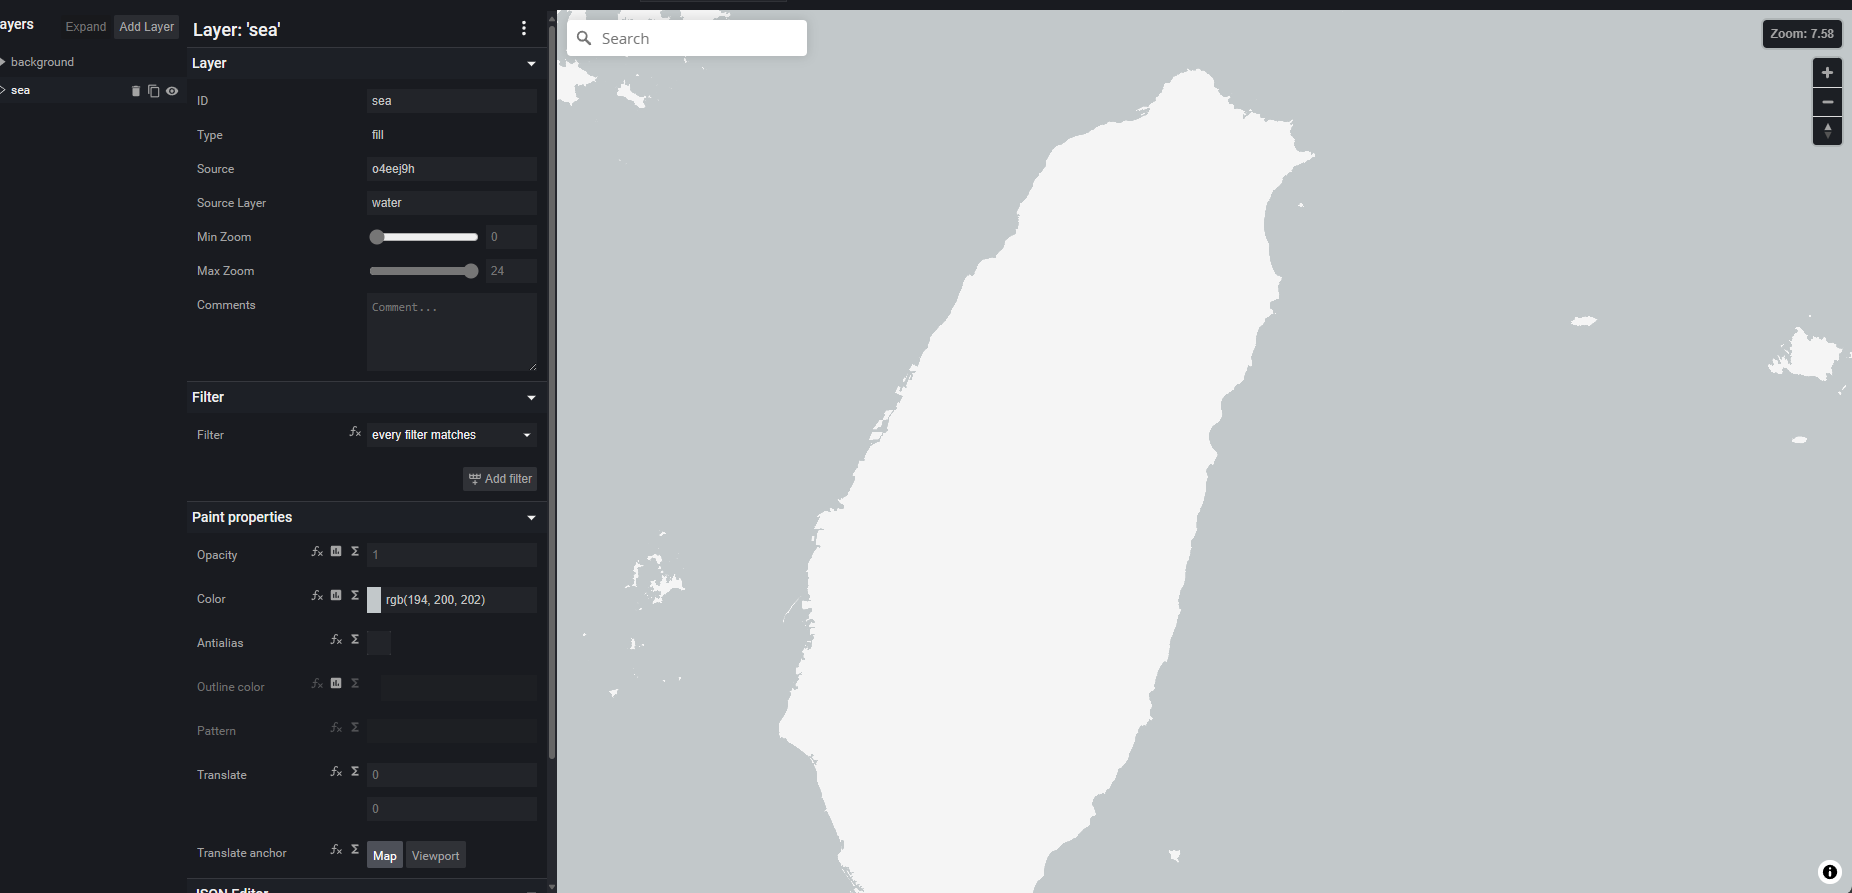 ayers
Expand
Add Layer
background
sea
Layer: 'sea'
Layer
ID
sea
Type
fill
Source
o4eej9h
Source Layer
water
Min Zoom
0
Max Zoom
24
Comments
Comment...
Filter
Filter
every filter matches
Add filter
Paint properties
Opacity
1
Color
rgb(194, 200, 202)
Antialias
Outline color
Pattern
Translate
0
0
Translate anchor
Map
Viewport
JSON Editor
Search
Zoom: 7.58